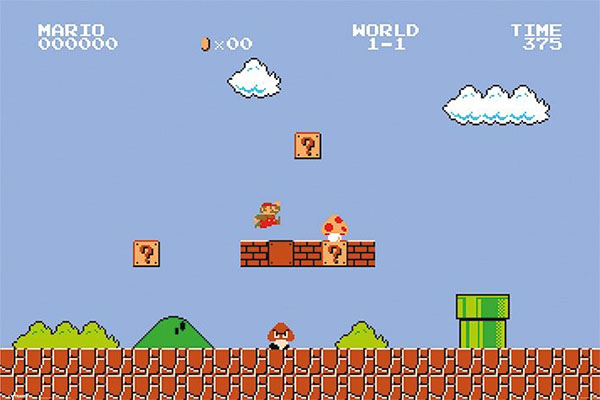 MARIO
000000
×00
WORLD
1-1
TIME
375
?
?
?